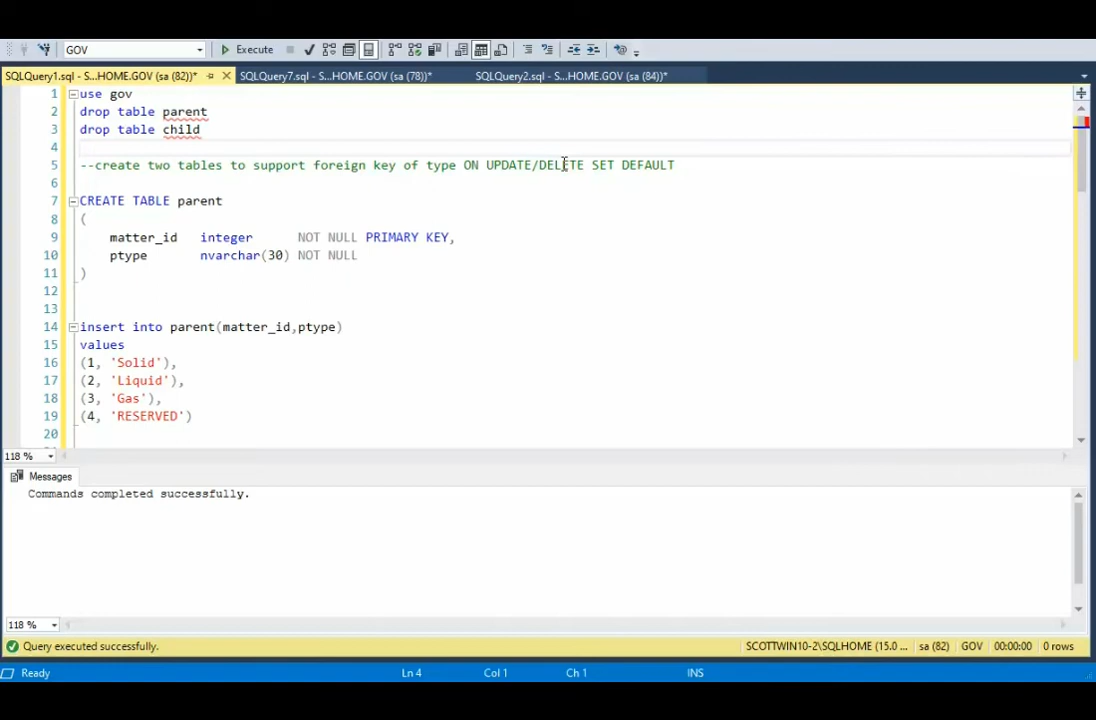 GOV
Execute
SQLQuery1.sql - S...HOME.GOV (sa (82))*
SQLQuery7.sql - S...HOME.GOV (sa (78))*
SQLQuery2.sql - S...HOME.GOV (sa (84))*
1 use gov
2 drop table parent
3 drop table child
4
5 --create two tables to support foreign key of type ON UPDATE/DELETE SET DEFAULT
6
7 CREATE TABLE parent
8 (
9 matter_id integer NOT NULL PRIMARY KEY,
10 ptype nvarchar(30) NOT NULL
11 )
12
13
14 insert into parent(matter_id,ptype)
15 values
16 (1, 'Solid'),
17 (2, 'Liquid'),
18 (3, 'Gas'),
19 (4, 'RESERVED')
20
118 %
Messages
Commands completed successfully.
118 %
Query executed successfully. SCOTTWIN10-2\SQLHOME (15.0 ... sa (82) GOV 00:00:00 0 rows
Ready Ln 4 Col 1 Ch 1 INS